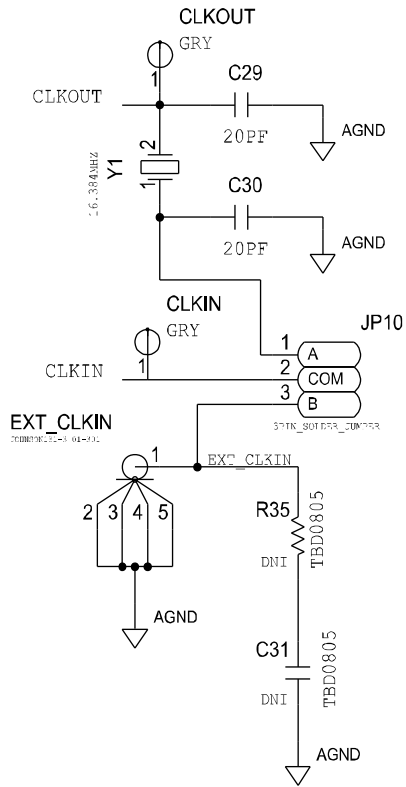 CLKOUT
GRY
1
C29
CLKOUT
20PF
AGND
2
Y1
1
16.384MHZ
C30
20PF
AGND
CLKIN
GRY
1
JP10
1
A
2
COM
CLKIN
3
B
3PIN_SOLDER_JUMPER
EXT_CLKIN
1
EXT_CLKIN
2
3
4
5
R35
TBD0805
DNI
AGND
C31
TBD0805
DNI
AGND